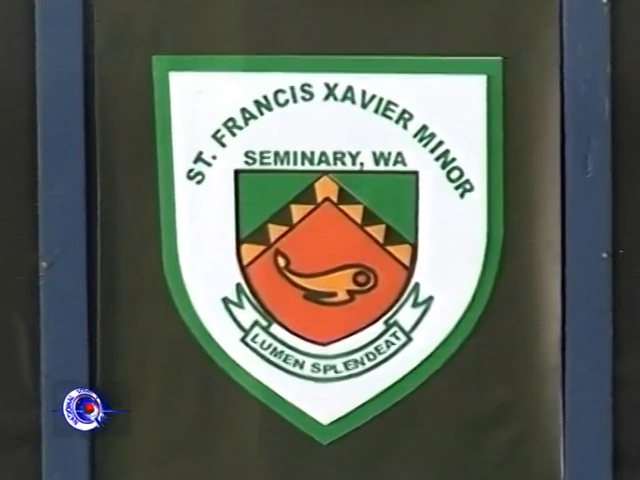 ST. FRANCIS XAVIER MINOR
SEMINARY, WA
LUMEN SPLENDEAT